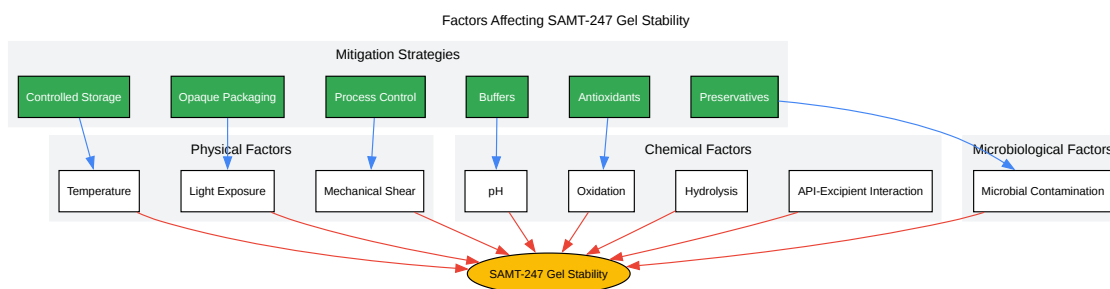 Factors Affecting SAMT-247 Gel Stability
Mitigation Strategies
Controlled Storage
Opaque Packaging
Process Control
Buffers
Antioxidants
Preservatives
Physical Factors
Chemical Factors
Microbiological Factors
Temperature
Light Exposure
Mechanical Shear
pH
Oxidation
Hydrolysis
API-Excipient Interaction
Microbial Contamination
SAMT-247 Gel Stability